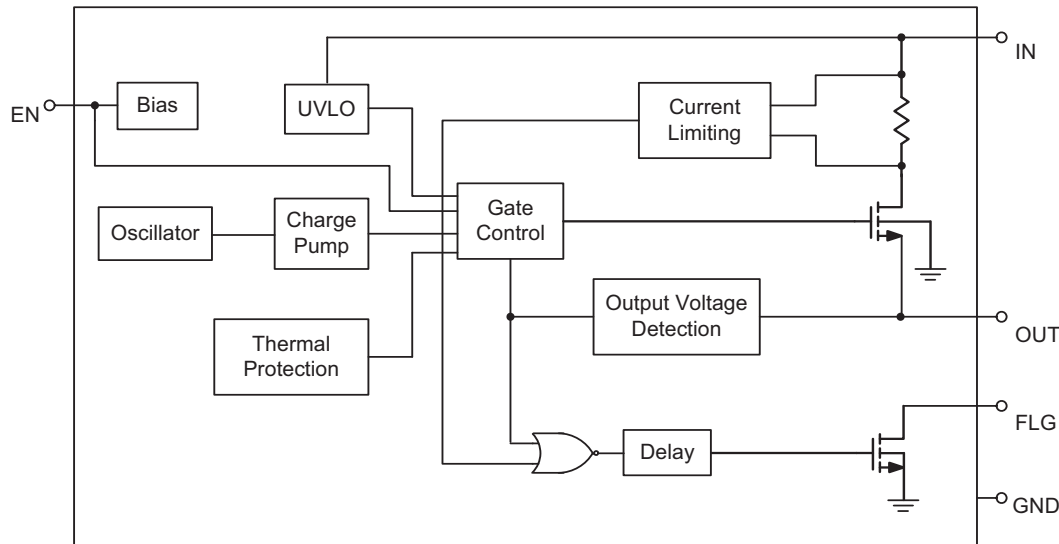 IN
EN
Bias
UVLO
Current
Limiting
Oscillator
Charge
Pump
Gate
Control
Output Voltage
Detection
OUT
Thermal
Protection
FLG
Delay
GND